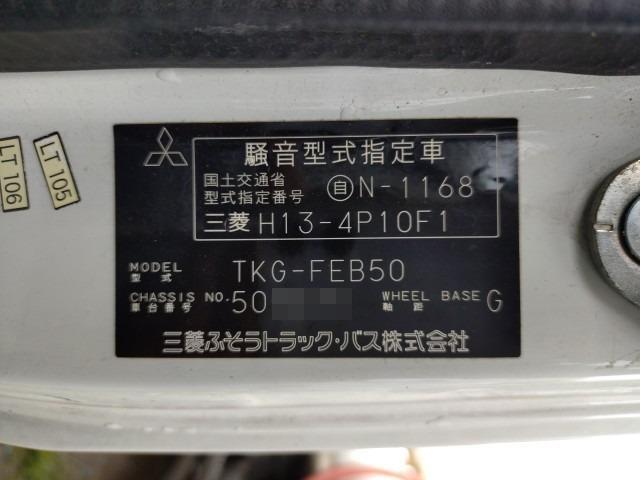 LT 106
LT 105
騒音型式指定車
国土交通省
型式指定番号
自 N-1168
三菱 H13-4P10F1
MODEL
型式
TKG-FEB50
CHASSIS NO.
車台番号
50
WHEEL BASE
軸距
G
三菱ふそうトラック・バス株式会社